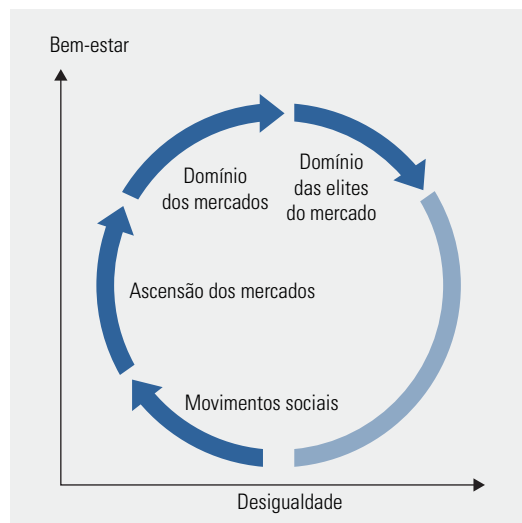 Bem-estar
Domínio
dos mercados
Domínio
das elites
do mercado
Ascensão dos mercados
Movimentos sociais
Desigualdade